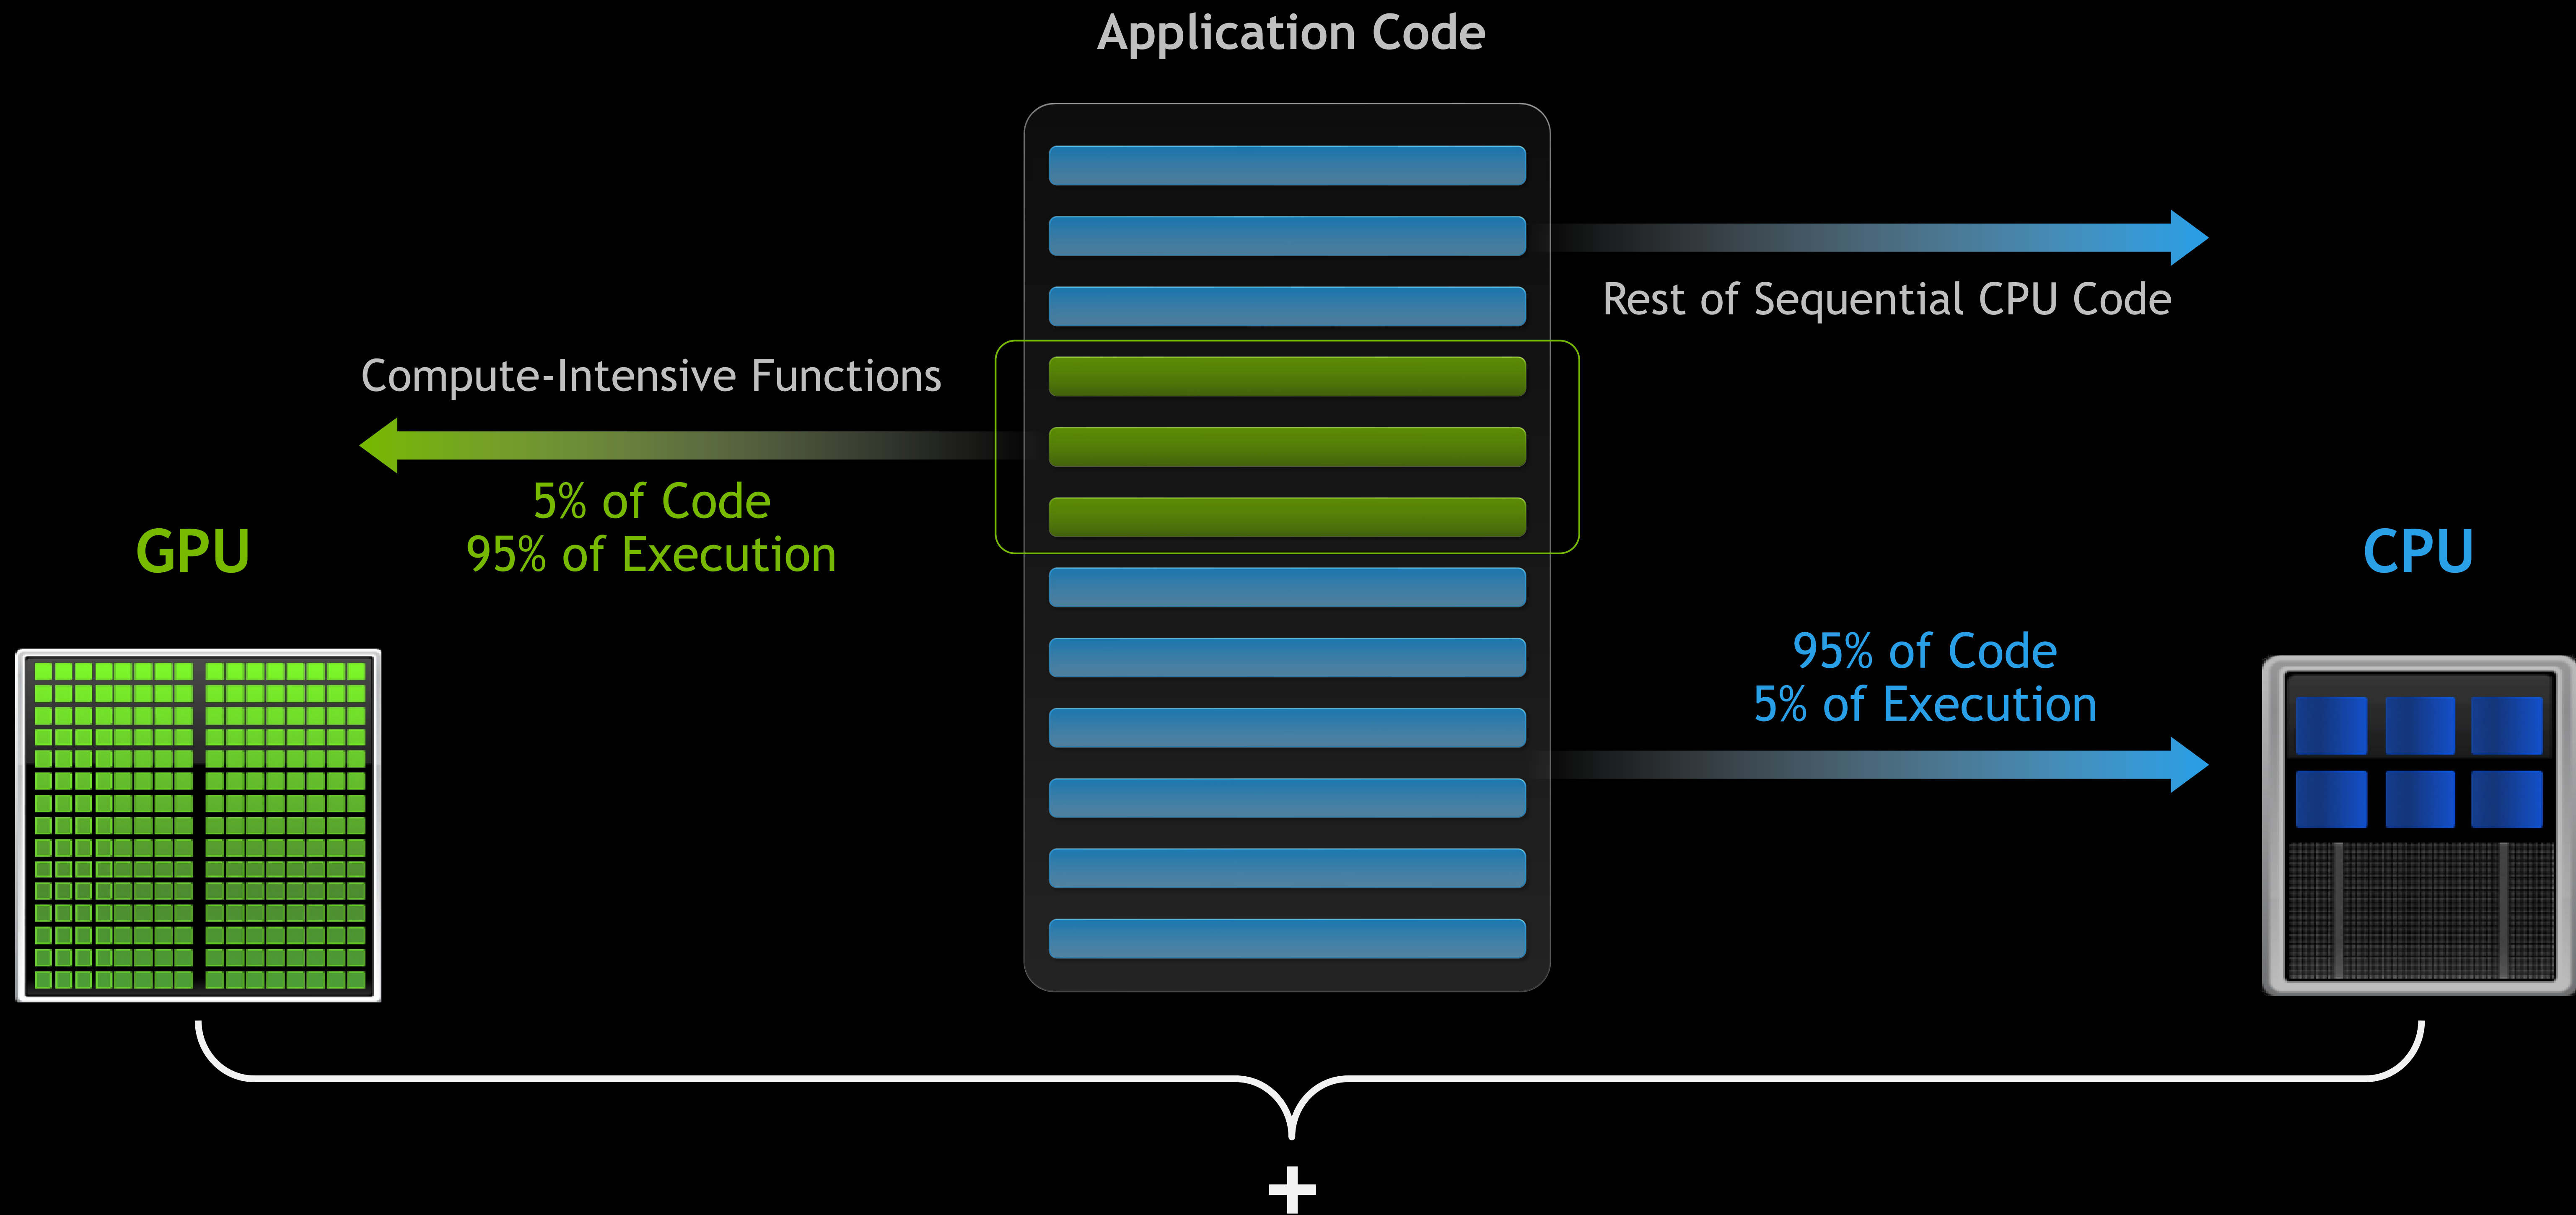 Application Code
Rest of Sequential CPU Code
Compute-Intensive Functions
5% of Code
95% of Execution
GPU
CPU
95% of Code
5% of Execution
+